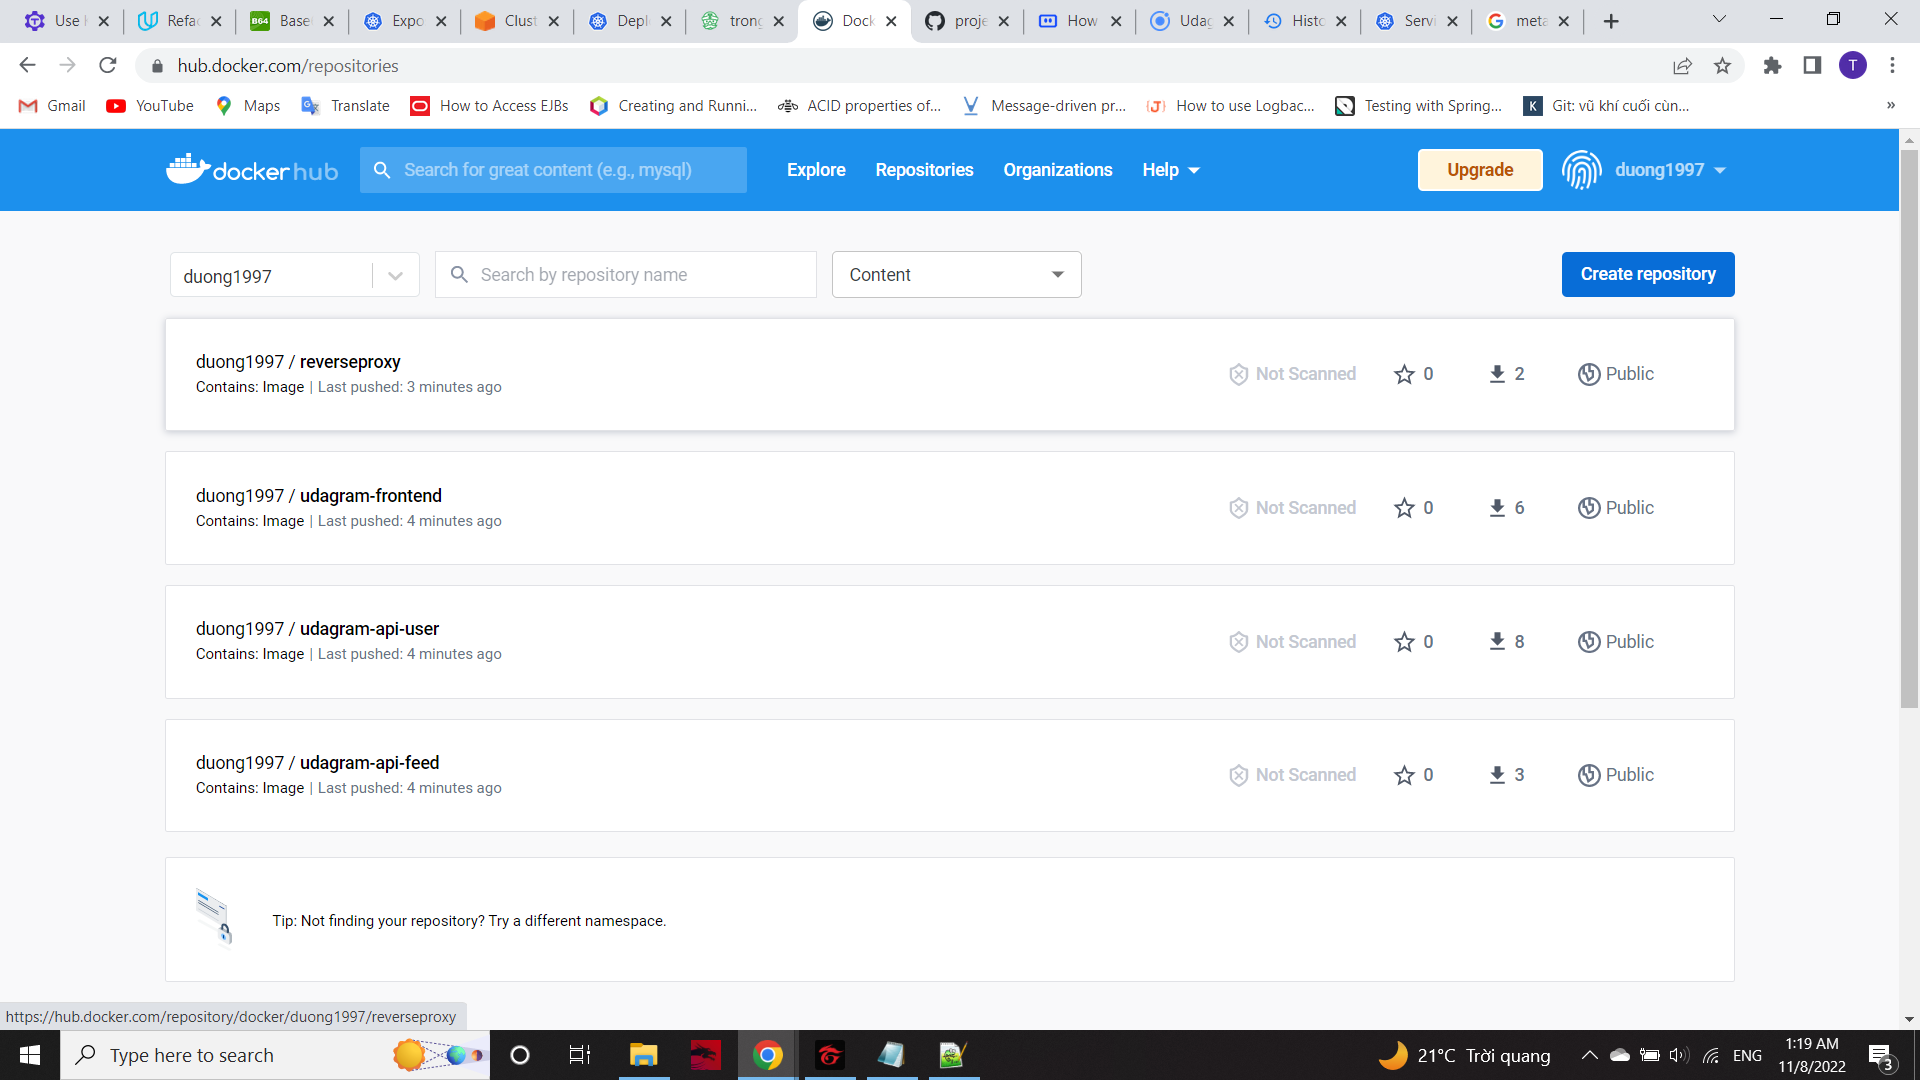 Use
Refa
B64 Base
Expo
Clust
Depl
trong
Dock
proje
How
Udag
Histo
Servi
meta
hub.docker.com/repositories
T
Gmail
YouTube
Maps
Translate
How to Access EJBs
Creating and Runni...
ACID properties of...
Message-driven pr...
How to use Logbac...
Testing with Spring...
K Git: vũ khí cuối cùn...
»
docker hub
Search for great content (e.g., mysql)
Explore
Repositories
Organizations
Help
Upgrade
duong1997
duong1997
Search by repository name
Content
Create repository
duong1997 / reverseproxy
Contains: Image | Last pushed: 3 minutes ago
Not Scanned
0
2
Public
duong1997 / udagram-frontend
Contains: Image | Last pushed: 4 minutes ago
Not Scanned
0
6
Public
duong1997 / udagram-api-user
Contains: Image | Last pushed: 4 minutes ago
Not Scanned
0
8
Public
duong1997 / udagram-api-feed
Contains: Image | Last pushed: 4 minutes ago
Not Scanned
0
3
Public
Tip: Not finding your repository? Try a different namespace.
https://hub.docker.com/repository/docker/duong1997/reverseproxy
Type here to search
21°C Trời quang
ENG
1:19 AM
11/8/2022
3